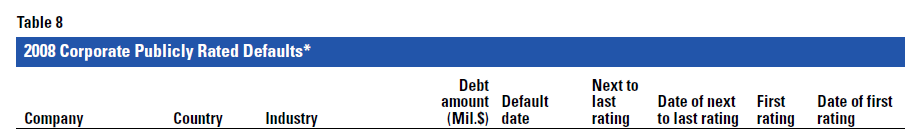 Table 8
2008 Corporate Publicly Rated Defaults*
Debt Next to
amount Default last Date of next First Date of first
Company Country Industry (Mil.$) date rating to last rating rating rating